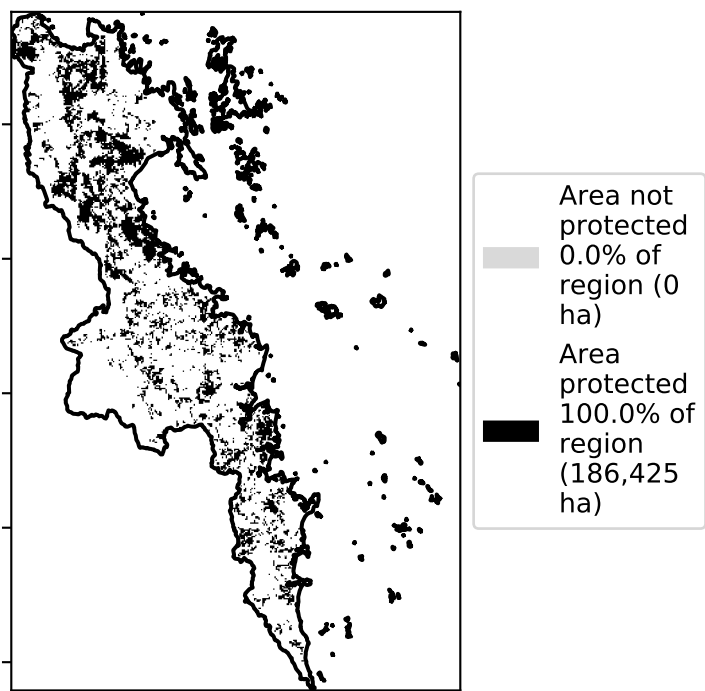 Area not
protected
0.0% of
region (0
ha)
Area
protected
100.0% of
region
(186,425
ha)